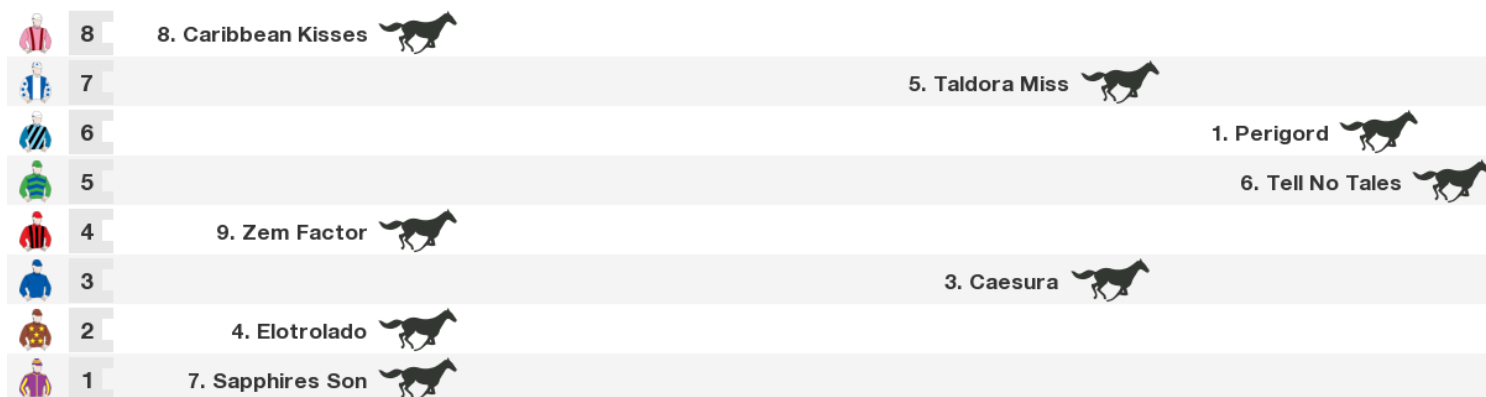 8 8. Caribbean Kisses
7 5. Taldora Miss
6 1. Perigord
5 6. Tell No Tales
4 9. Zem Factor
3 3. Caesura
2 4. Elotrolado
1 7. Sapphires Son